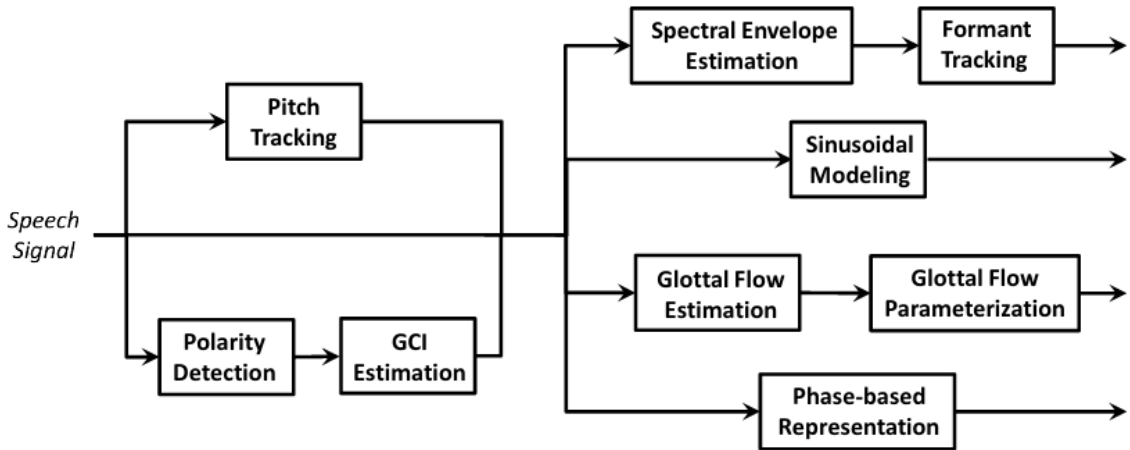 Speech
Signal
Pitch
Tracking
Polarity
Detection
GCI
Estimation
Spectral Envelope
Estimation
Formant
Tracking
Sinusoidal
Modeling
Glottal Flow
Estimation
Glottal Flow
Parameterization
Phase-based
Representation